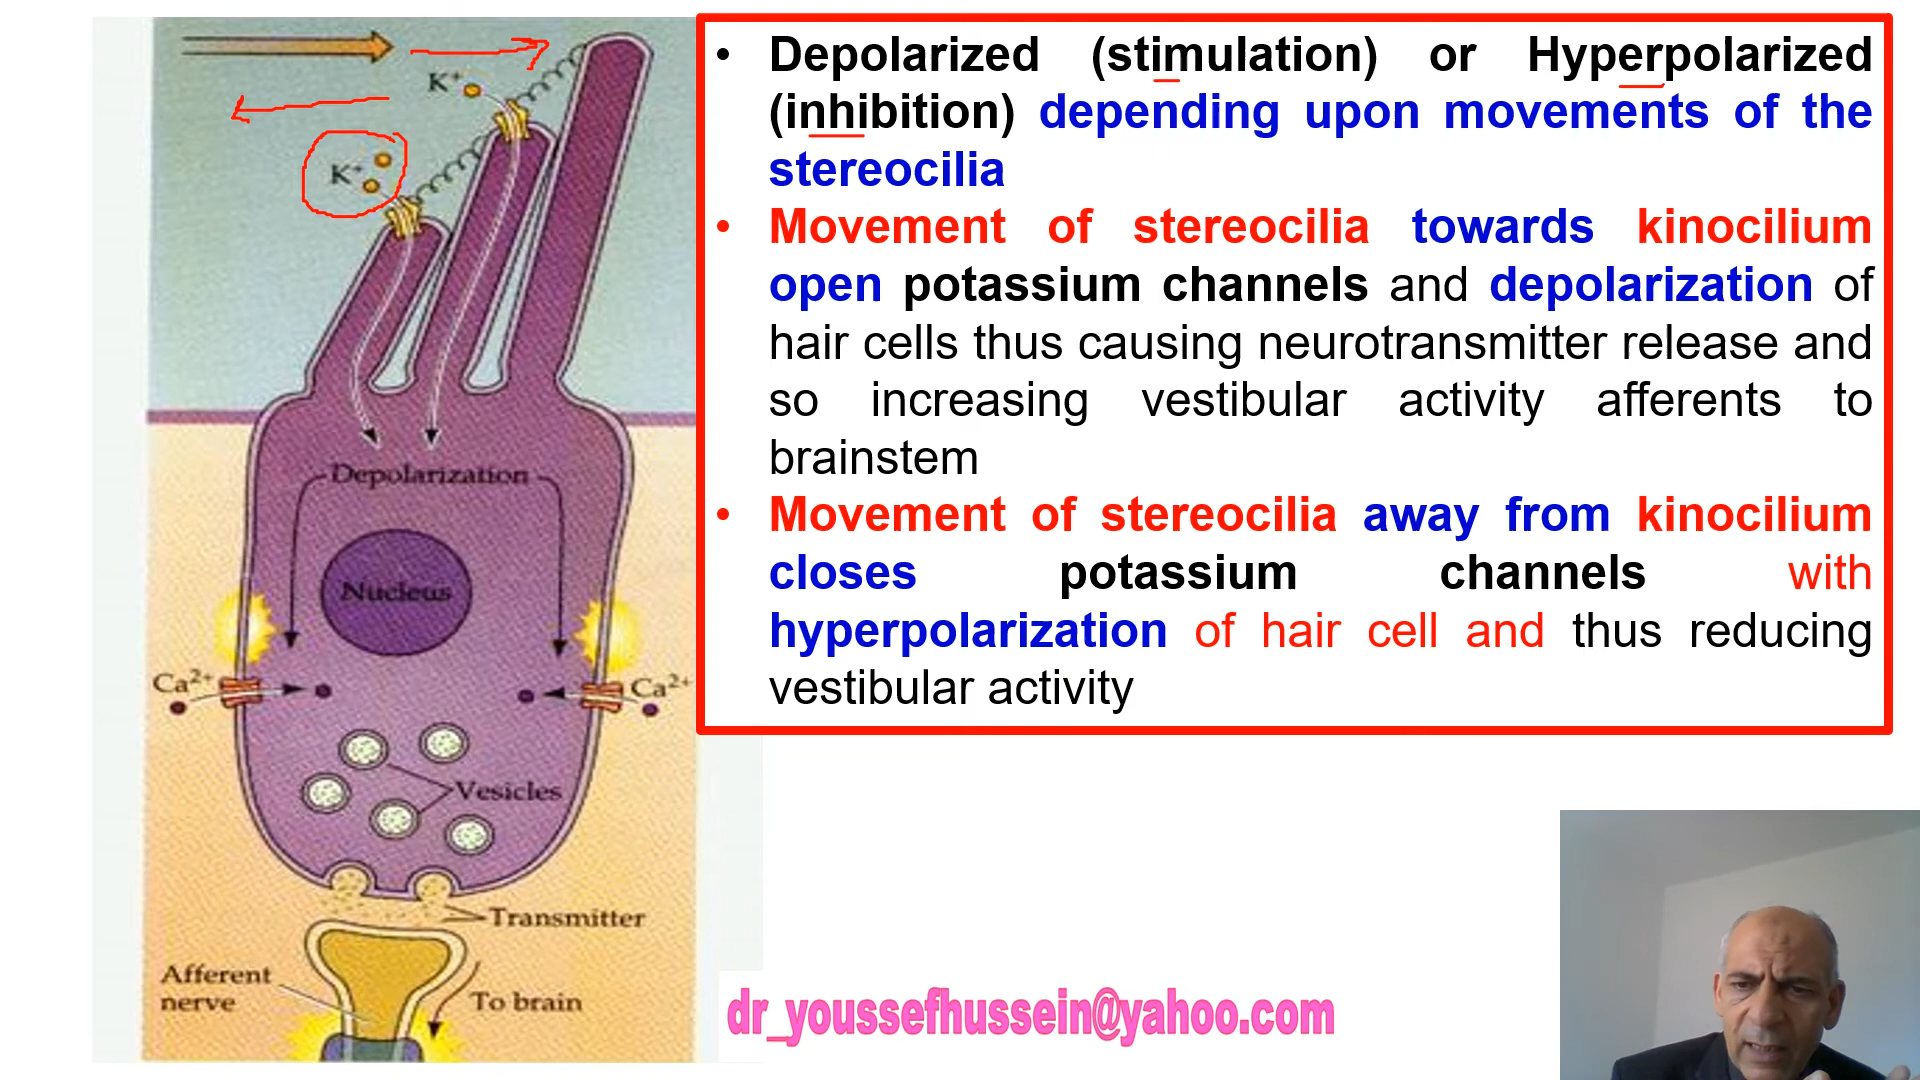 K+
K+
Depolarization
Nucleus
Ca2+
Ca2+
Vesicles
Transmitter
Afferent
nerve
To brain
• Depolarized (stimulation) or Hyperpolarized
(inhibition) depending upon movements of the
stereocilia
• Movement of stereocilia towards kinocilium
open potassium channels and depolarization of
hair cells thus causing neurotransmitter release and
so increasing vestibular activity afferents to
brainstem
• Movement of stereocilia away from kinocilium
closes potassium channels with
hyperpolarization of hair cell and thus reducing
vestibular activity
dr_youssefhussein@yahoo.com